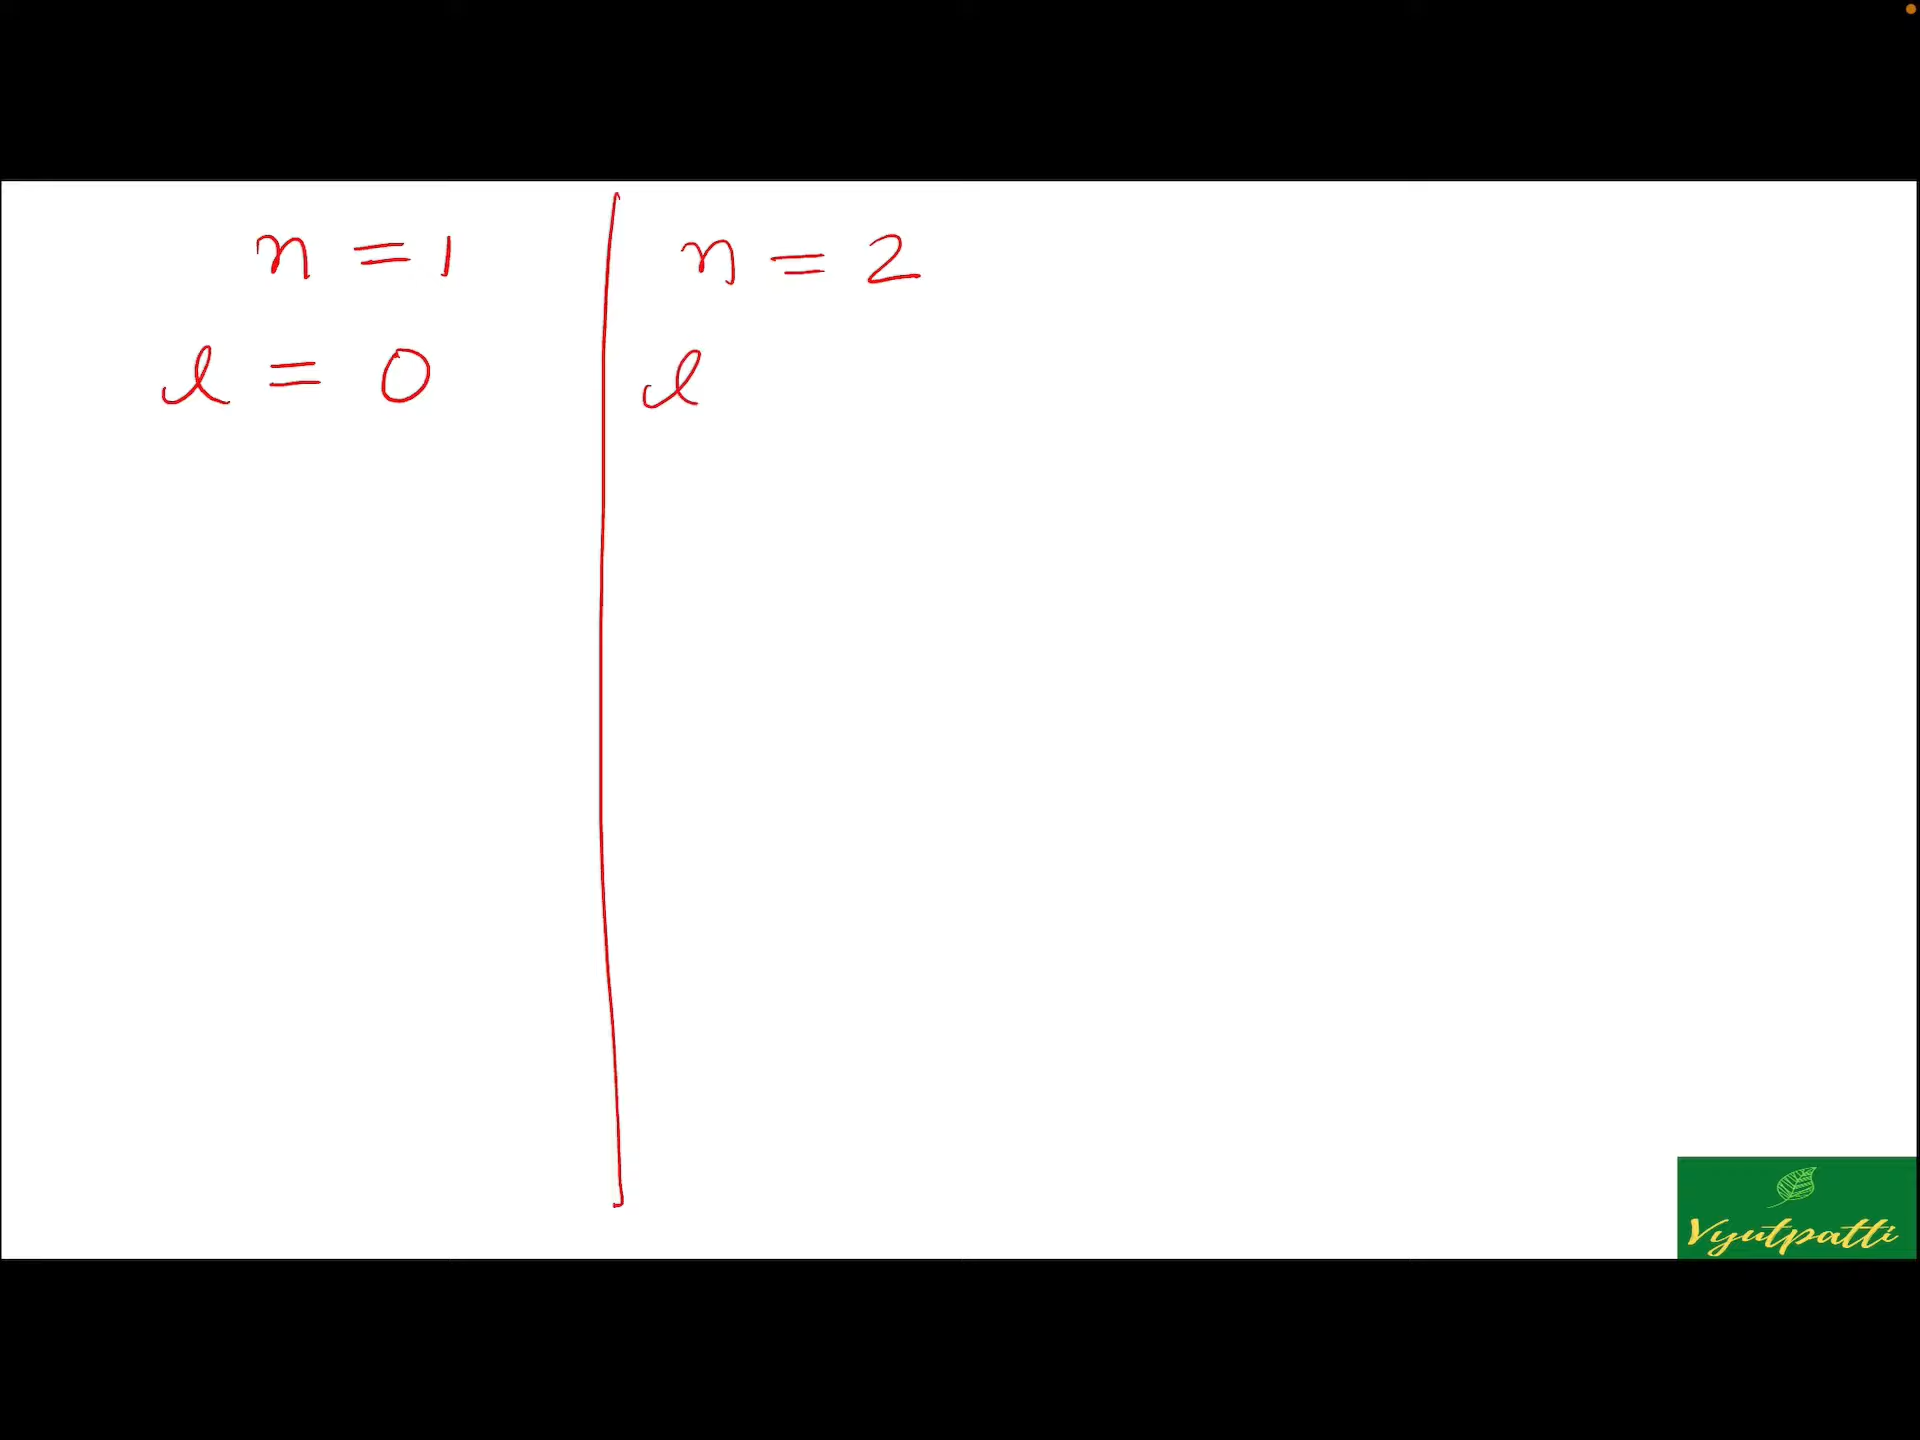 n = 1
l = 0
n = 2
l
Vyutpatti